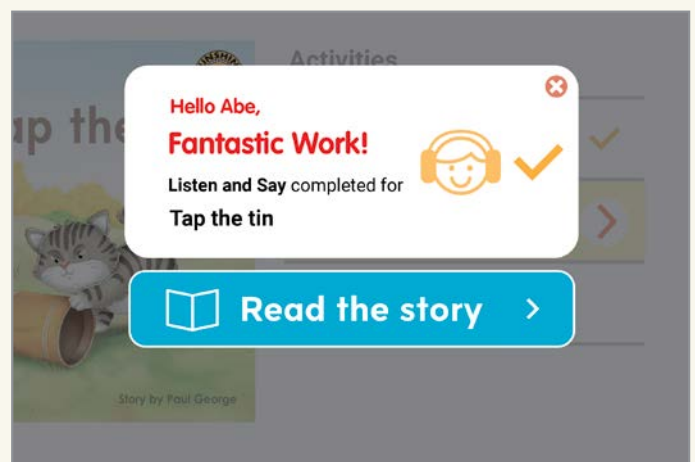 Activities
Hello Abe,
Fantastic Work!
Listen and Say completed for
Tap the tin
Read the story
Story by Paul George